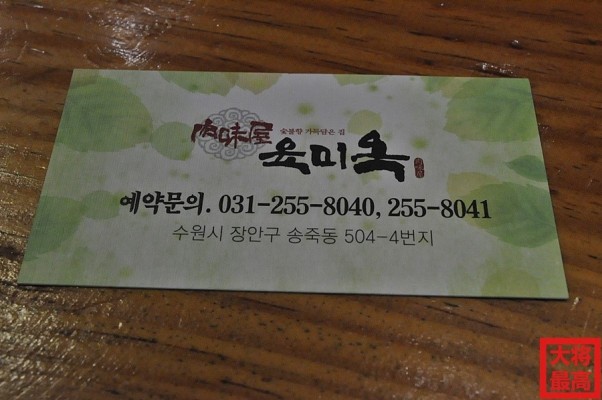 숯불향 가득담은 집
肉味屋 육미옥
예약문의. 031-255-8040, 255-8041
수원시 장안구 송죽동 504-4번지
大将
最高